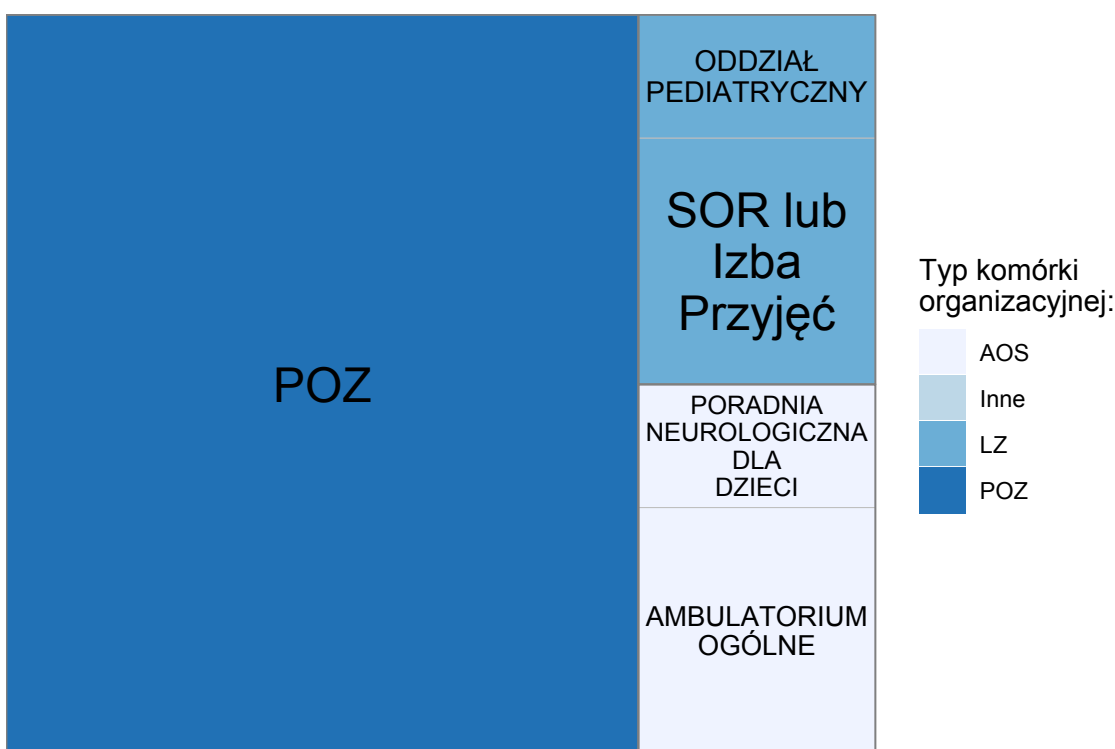 POZ
ODDZIAŁ
PEDIATRYCZNY
SOR lub
Izba
Przyjęć
PORADNIA
NEUROLOGICZNA
DLA
DZIECI
AMBULATORIUM
OGÓLNE
Typ komórki
organizacyjnej:
AOS
Inne
LZ
POZ